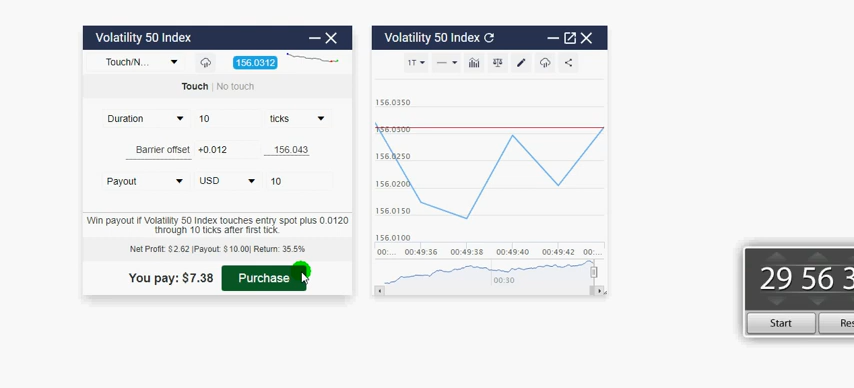 Volatility 50 Index
Touch/N...
156.0312
Touch | No touch
Duration 10 ticks
Barrier offset +0.012 156.043
Payout USD 10
Win payout if Volatility 50 Index touches entry spot plus 0.0120
through 10 ticks after first tick.
Net Profit: $2.62 |Payout: $10.00| Return: 35.5%
You pay: $7.38 Purchase
Volatility 50 Index
1T
156.0350
156.0300
156.0250
156.0200
156.0150
156.0100
00:... 00:49:36 00:49:38 00:49:40 00:49:42 00:...
00:30
29 56 3
Start Res